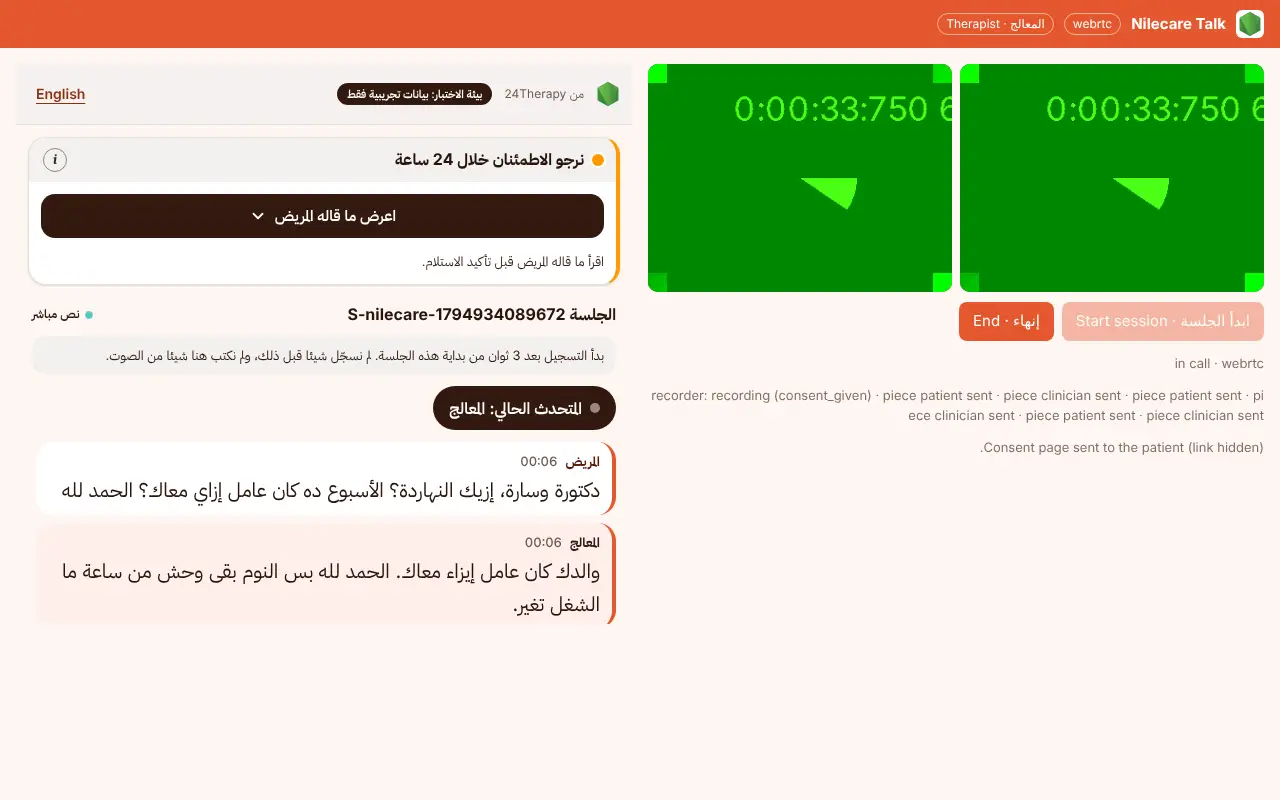 Nilecare Talk
webrtc
Therapist · المعالج
من 24Therapy
بيئة الاختبار: بيانات تجريبية فقط
English
نرجو الاطمئنان خلال 24 ساعة
i
اعرض ما قاله المريض
اقرأ ما قاله المريض قبل تأكيد الاستلام.
الجلسة S-nilecare-1794934089672
نص مباشر
بدأ التسجيل بعد 3 ثوان من بداية هذه الجلسة. لم نسجّل شيئا قبل ذلك، ولم نكتب هنا شيئا من الصوت.
المتحدث الحالي: المعالج
المريض 00:06
دكتورة وسارة، إزيك النهاردة؟ الأسبوع ده كان عامل إزاي معاك؟ الحمد لله
المعالج 00:06
والدك كان عامل إيزاء معاك. الحمد لله بس النوم بقى وحش من ساعة ما
الشغل تغير.
0:00:33:750 6
0:00:33:750 6
ابدأ الجلسة · Start session
إنهاء · End
in call · webrtc
recorder: recording (consent_given) · piece patient sent · piece clinician sent · piece patient sent · pi
ece clinician sent · piece patient sent · piece clinician sent
.Consent page sent to the patient (link hidden)